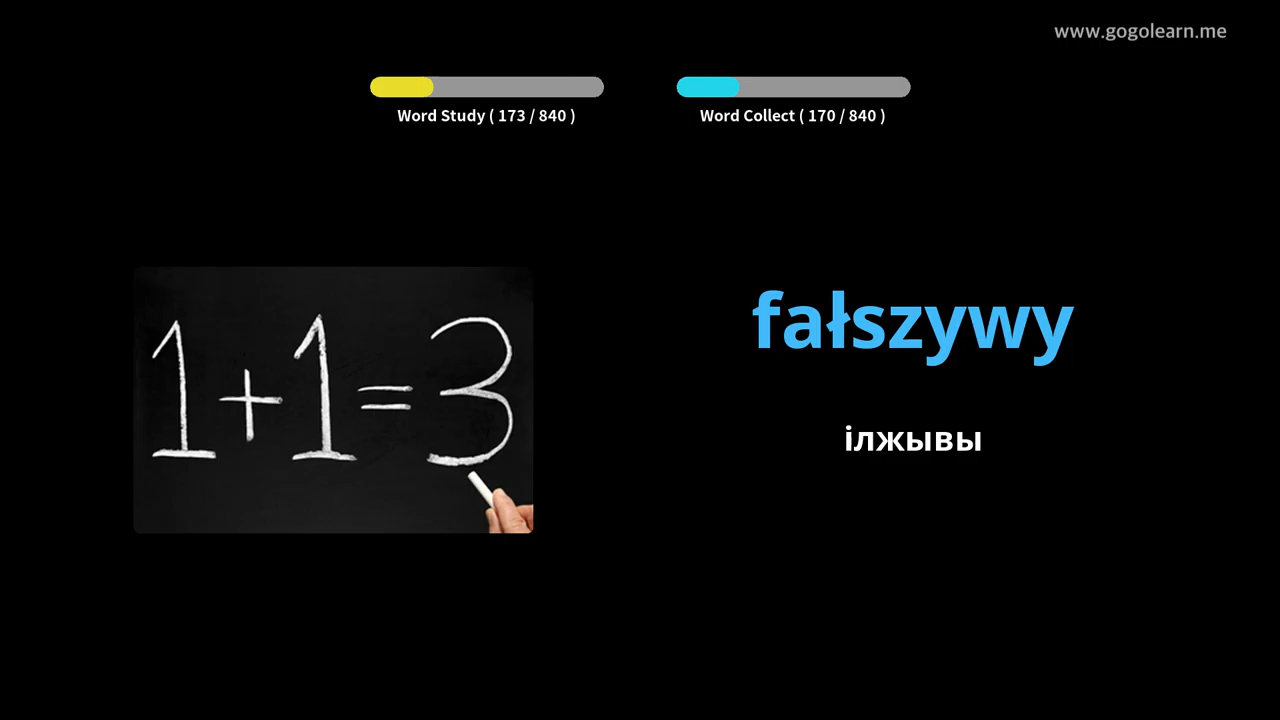 www.gogolearn.me
Word Study ( 173 / 840 )
Word Collect ( 170 / 840 )
1+1=3
fałszywy
ілжывы